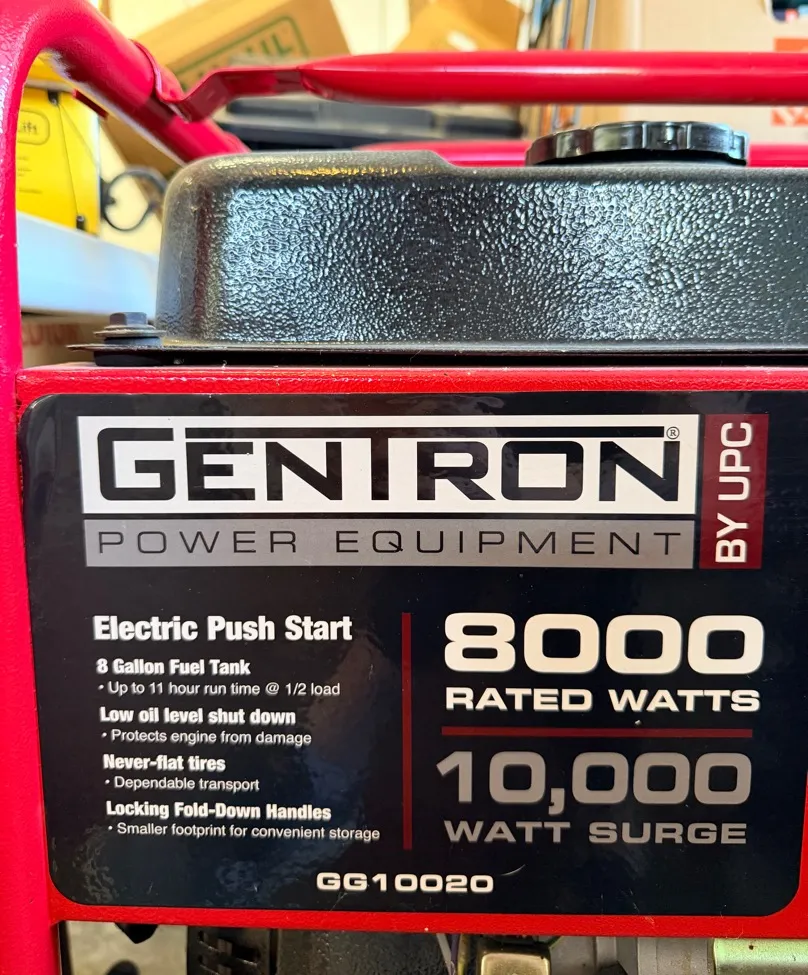 GENTRON®
POWER EQUIPMENT
BY UPC
Electric Push Start
8 Gallon Fuel Tank
• Up to 11 hour run time @ 1/2 load
Low oil level shut down
• Protects engine from damage
Never-flat tires
• Dependable transport
Locking Fold-Down Handles
• Smaller footprint for convenient storage
8000
RATED WATTS
10,000
WATT SURGE
GG10020